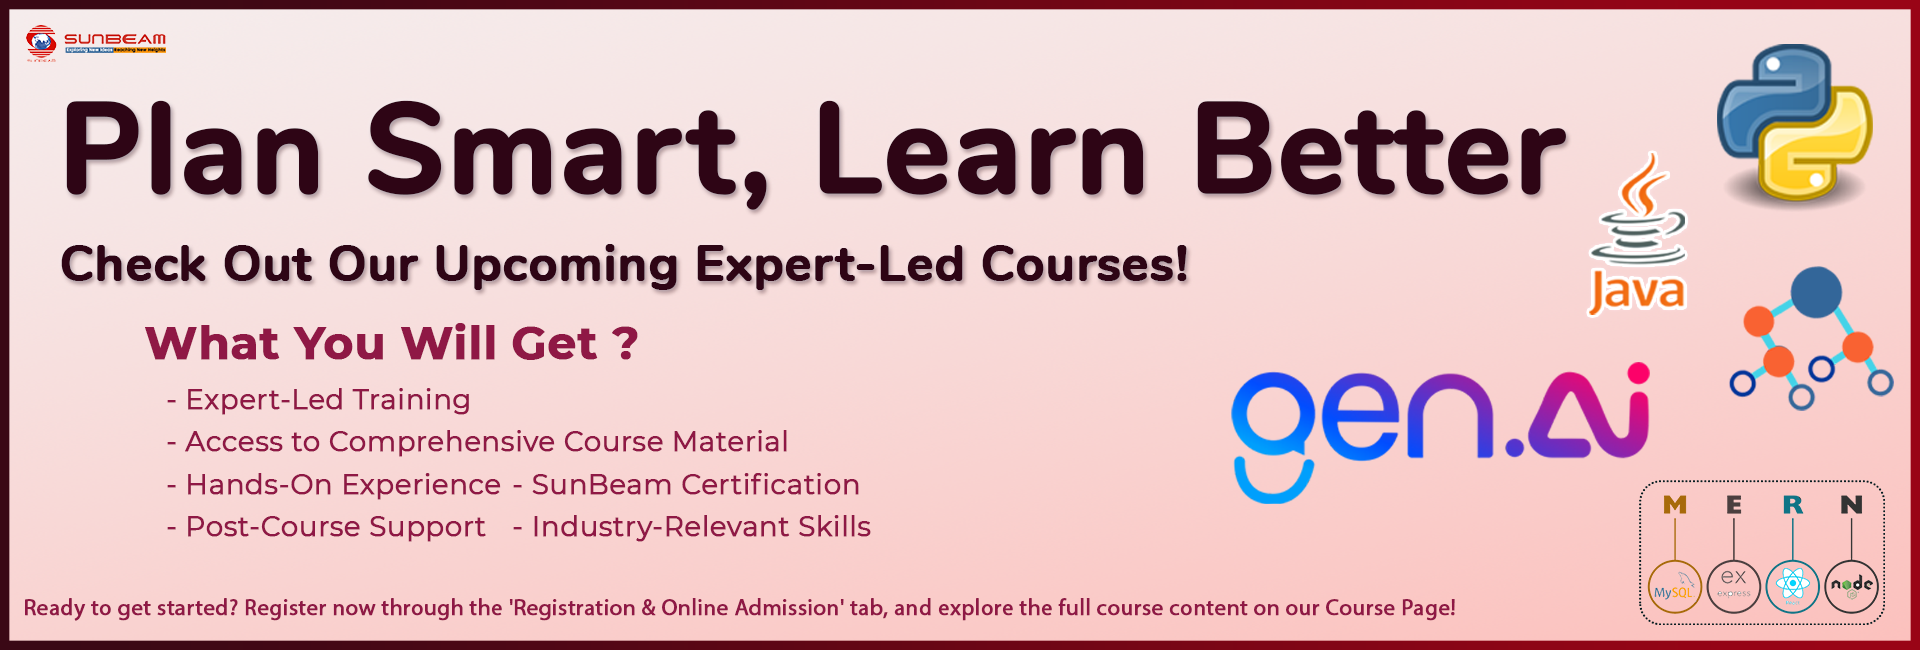 SUNBEAM
Exploring New Ideas Reaching New Heights
Plan Smart, Learn Better
Check Out Our Upcoming Expert-Led Courses!
What You Will Get ?
- Expert-Led Training
- Access to Comprehensive Course Material
- Hands-On Experience - SunBeam Certification
- Post-Course Support - Industry-Relevant Skills
Java
gen.Ai
M E R N
MySQL
ex
express
node
Ready to get started? Register now through the 'Registration & Online Admission' tab, and explore the full course content on our Course Page!